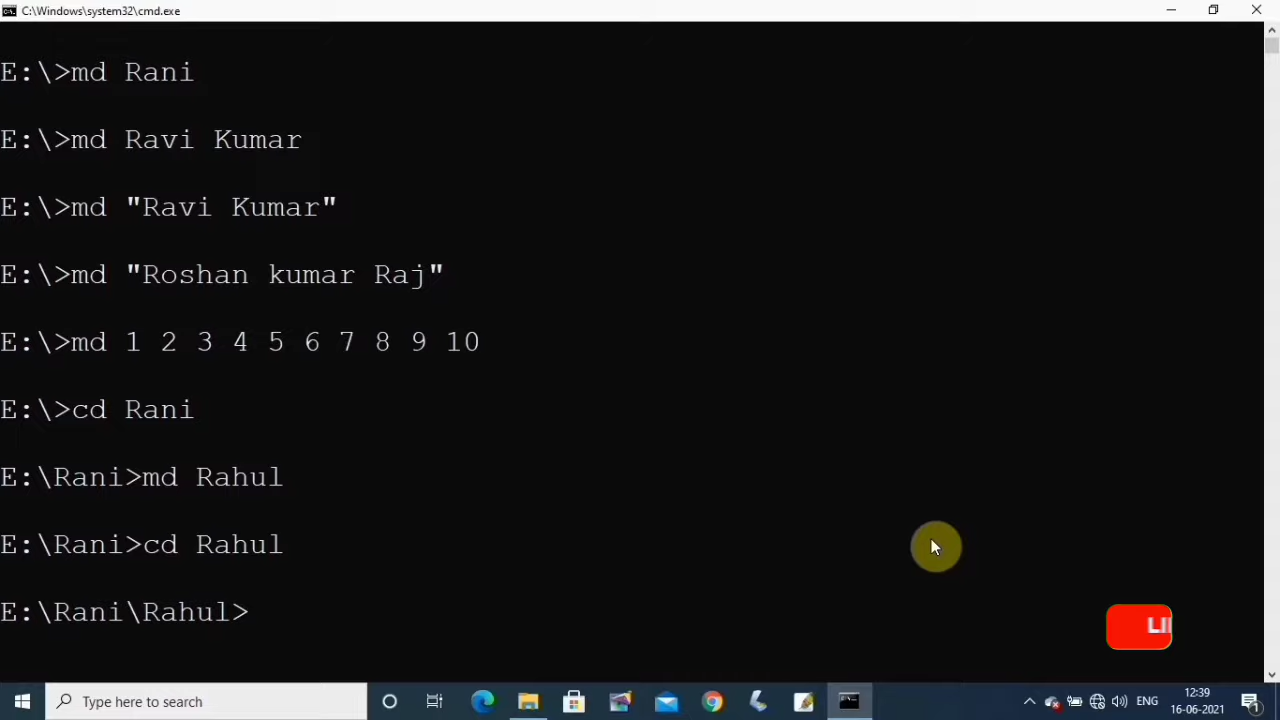 C:\Windows\system32\cmd.exe
E:\>md Rani
E:\>md Ravi Kumar
E:\>md "Ravi Kumar"
E:\>md "Roshan kumar Raj"
E:\>md 1 2 3 4 5 6 7 8 9 10
E:\>cd Rani
E:\Rani>md Rahul
E:\Rani>cd Rahul
E:\Rani\Rahul>
Type here to search
ENG
12:39
16-06-2021
1